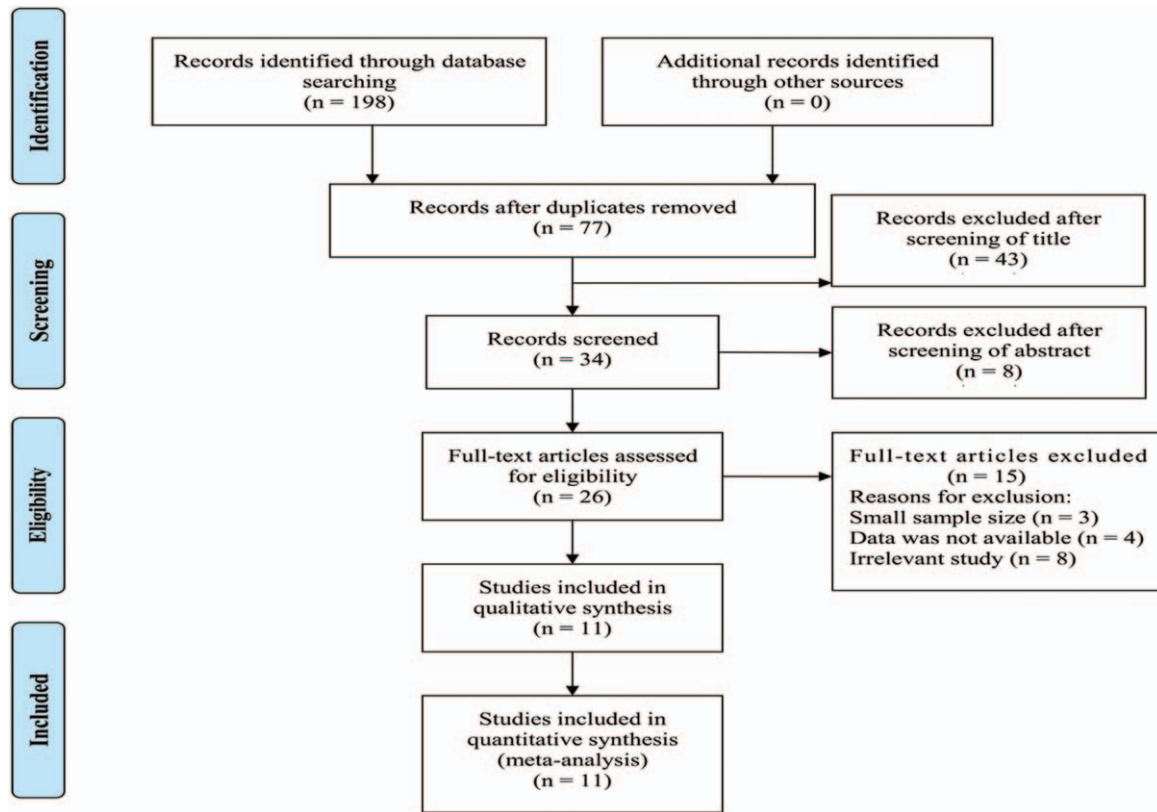 Identification
Records identified through database
searching
(n = 198)
Additional records identified
through other sources
(n = 0)
Records after duplicates removed
(n = 77)
Screening
Records excluded after
screening of title
(n = 43)
Records screened
(n = 34)
Records excluded after
screening of abstract
(n = 8)
Eligibility
Full-text articles assessed
for eligibility
(n = 26)
Full-text articles excluded
(n = 15)
Reasons for exclusion:
Small sample size (n = 3)
Data was not available (n = 4)
Irrelevant study (n = 8)
Studies included in
qualitative synthesis
(n = 11)
Included
Studies included in
quantitative synthesis
(meta-analysis)
(n = 11)